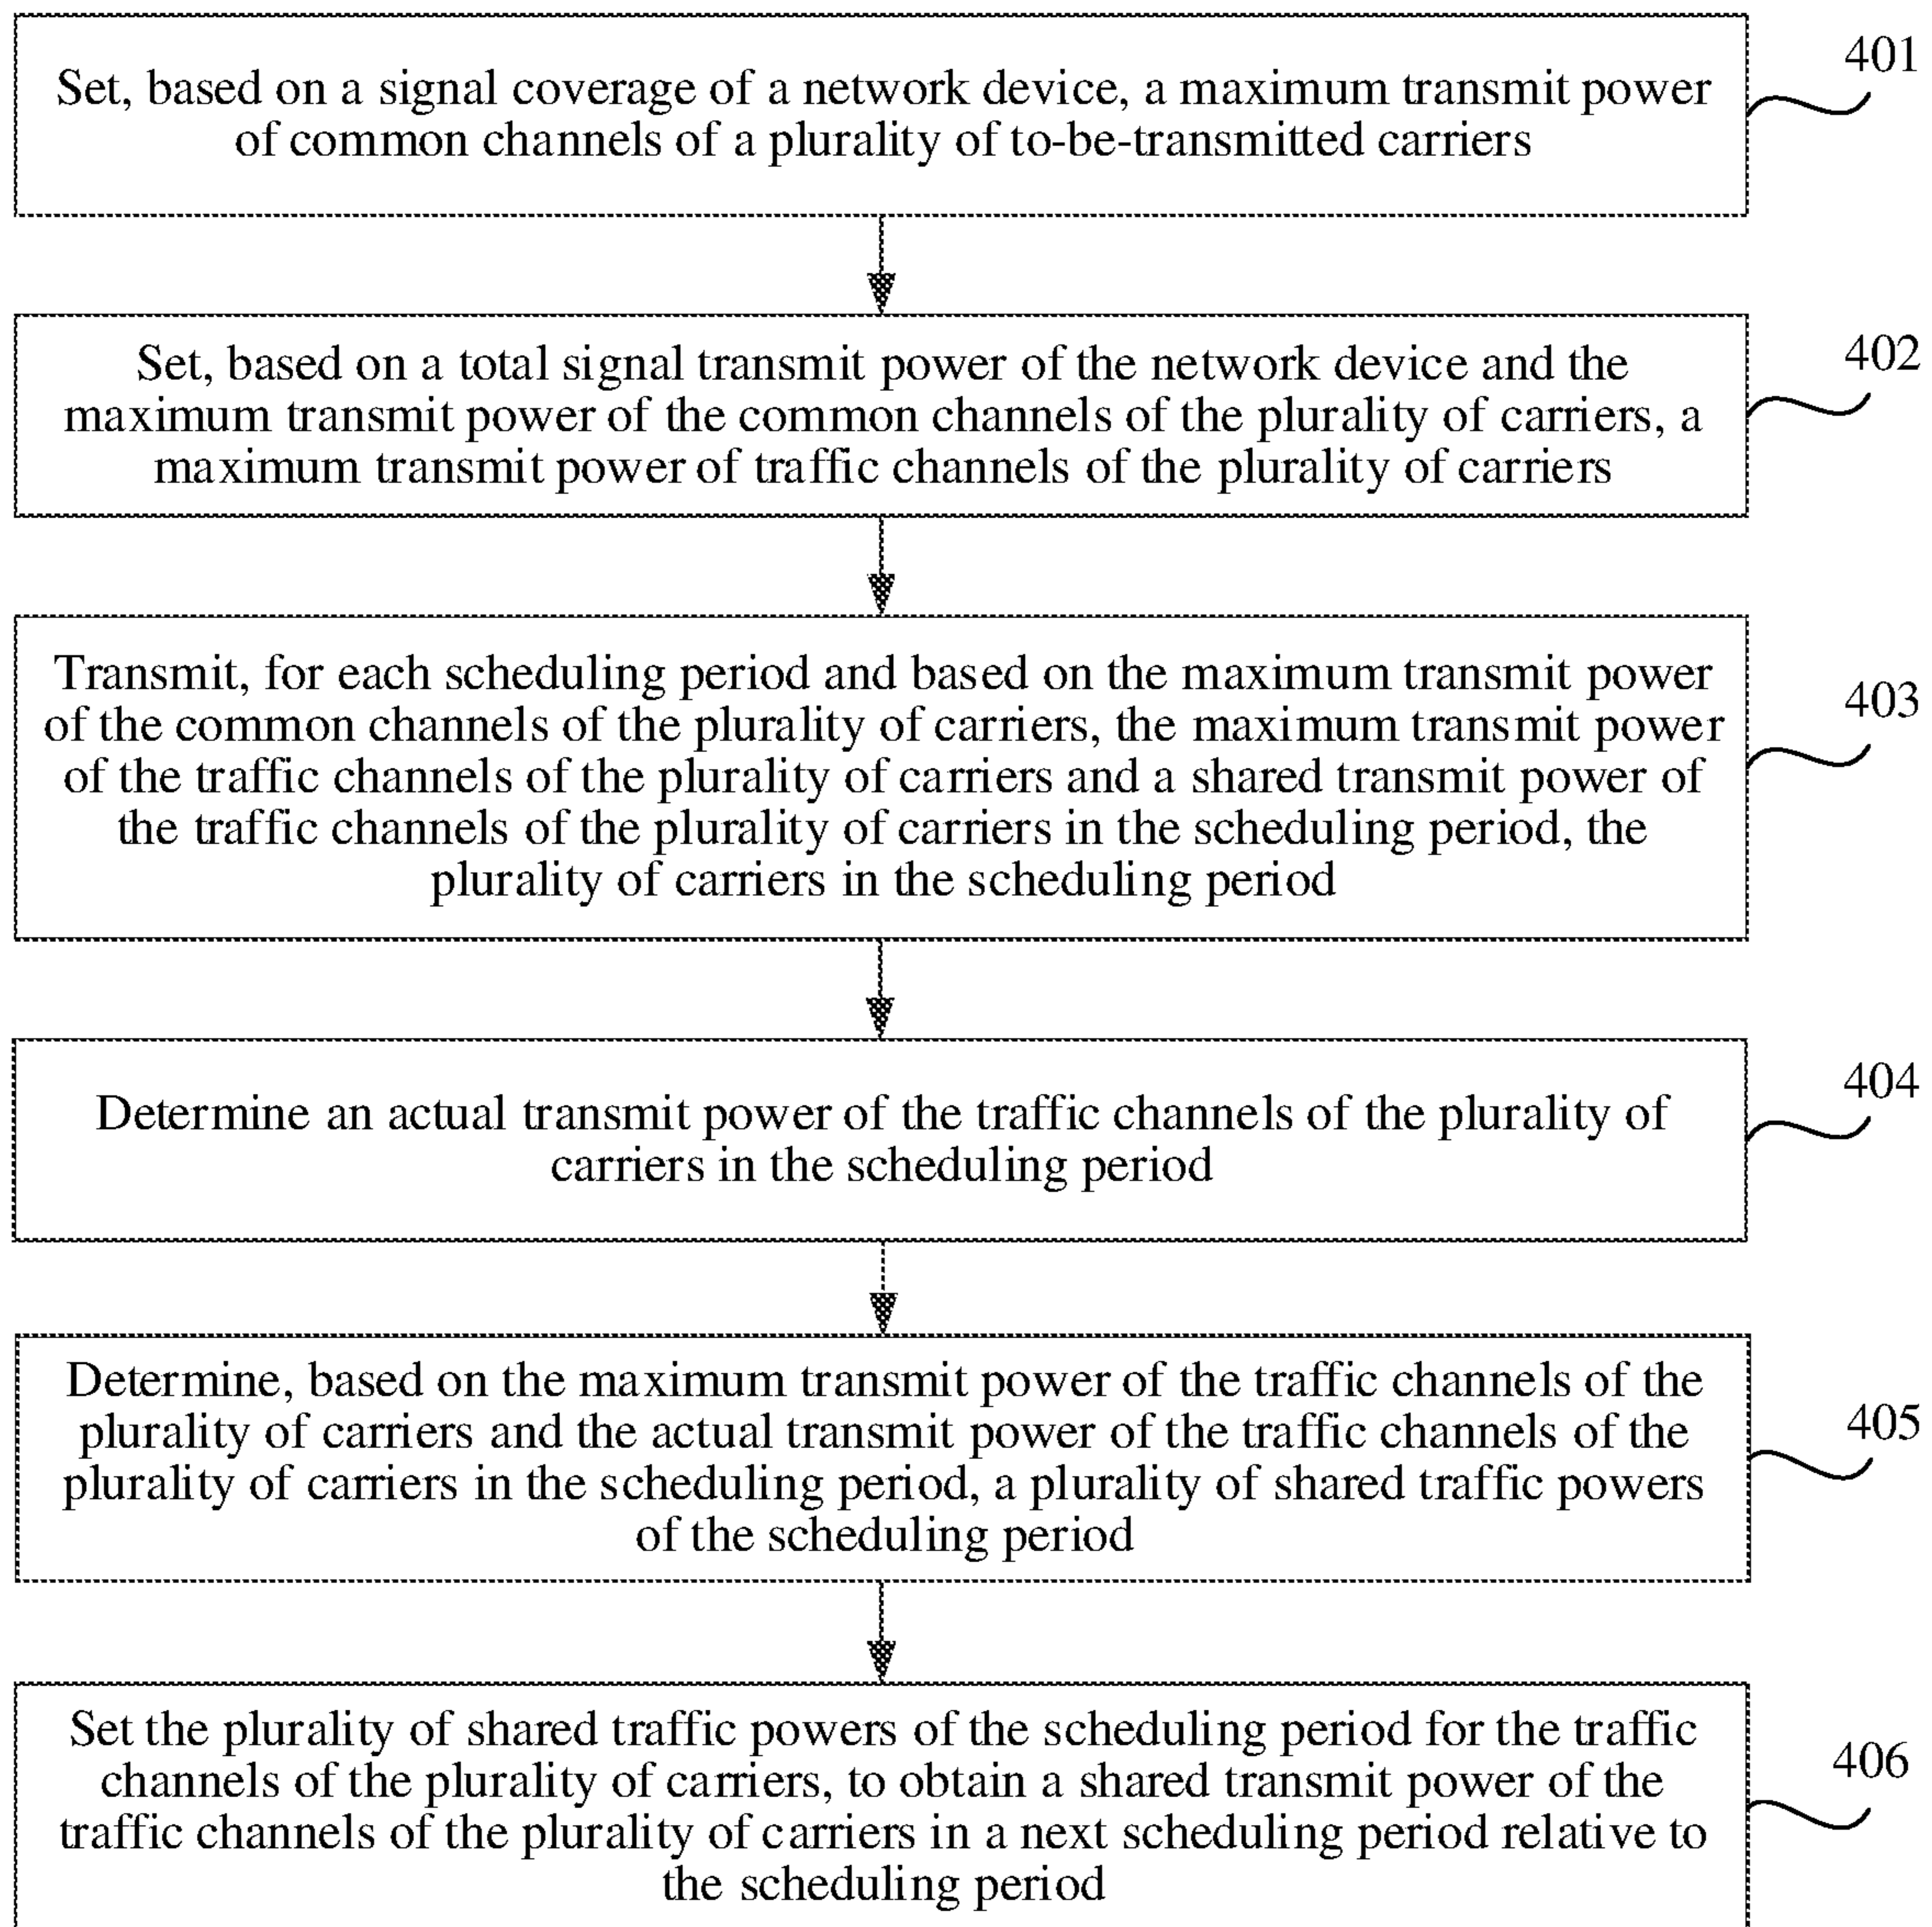 401
Set, based on a signal coverage of a network device, a maximum transmit power
of common channels of a plurality of to-be-transmitted carriers
402
Set, based on a total signal transmit power of the network device and the
maximum transmit power of the common channels of the plurality of carriers, a
maximum transmit power of traffic channels of the plurality of carriers
403
Transmit, for each scheduling period and based on the maximum transmit power
of the common channels of the plurality of carriers, the maximum transmit power
of the traffic channels of the plurality of carriers and a shared transmit power of
the traffic channels of the plurality of carriers in the scheduling period, the
plurality of carriers in the scheduling period
404
Determine an actual transmit power of the traffic channels of the plurality of
carriers in the scheduling period
405
Determine, based on the maximum transmit power of the traffic channels of the
plurality of carriers and the actual transmit power of the traffic channels of the
plurality of carriers in the scheduling period, a plurality of shared traffic powers
of the scheduling period
406
Set the plurality of shared traffic powers of the scheduling period for the traffic
channels of the plurality of carriers, to obtain a shared transmit power of the
traffic channels of the plurality of carriers in a next scheduling period relative to
the scheduling period